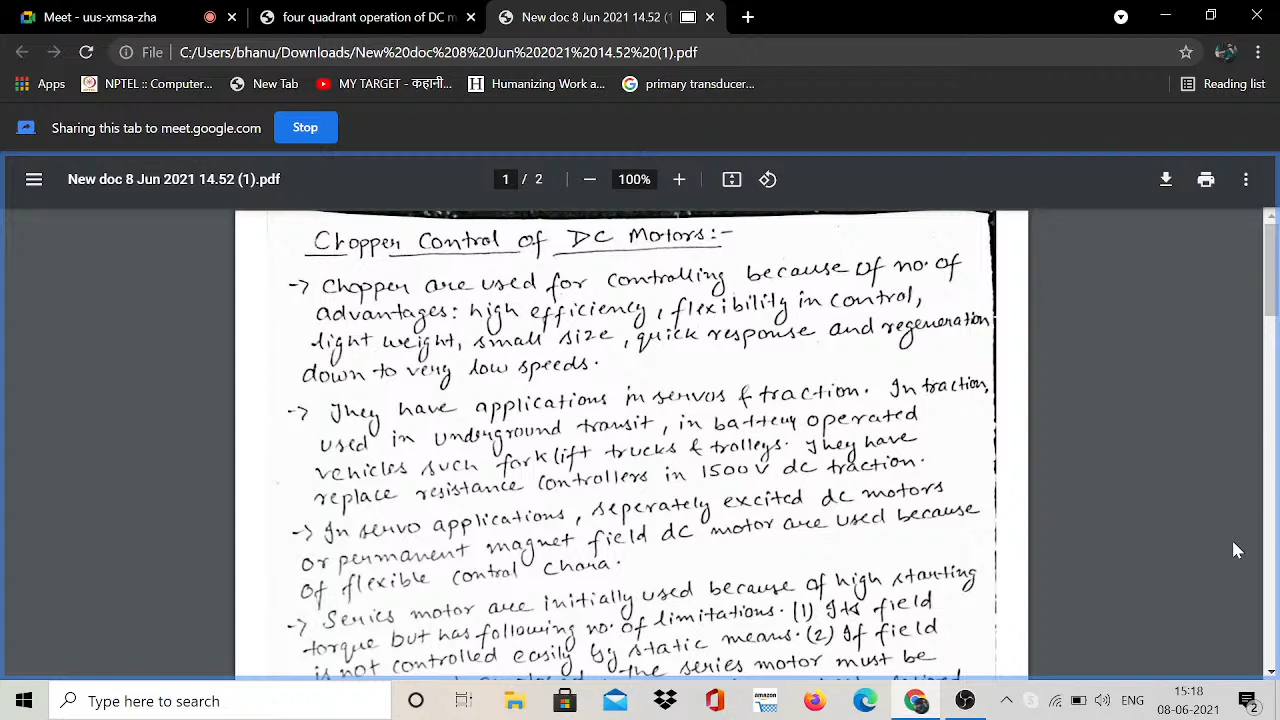 Meet - uus-xmsa-zha
four quadrant operation of DC m
New doc 8 Jun 2021 14.52 (1)
File C:/Users/bhanu/Downloads/New%20doc%208%20Jun%202021%2014.52%20(1).pdf
Apps NPTEL :: Computer... New Tab MY TARGET - Humanizing Work a... primary transducer... Reading list
Sharing this tab to meet.google.com Stop
New doc 8 Jun 2021 14.52 (1).pdf 1 / 2 100%
Chopper Control of DC Motors:-
→ Chopper are used for controlling because of no. of
advantages: high efficiency, flexibility in control,
light weight, small size, quick response and regeneration
down to very low speeds.
→ They have applications in servos & traction. In traction,
used in underground transit, in battery operated
vehicles such forklift trucks & trolleys. They have
replace resistance controllers in 1500V dc traction.
→ In servo applications, seperately excited dc motors
or permanent magnet field dc motor are used because
of flexible control chara.
→ Series motor are initially used because of high starting
torque but has following no. of limitations. (1) Its field
is not controlled easily by static means. (2) If field
the series motor must be
Type here to search
amazon
ENG
15:18
08-06-2021
2